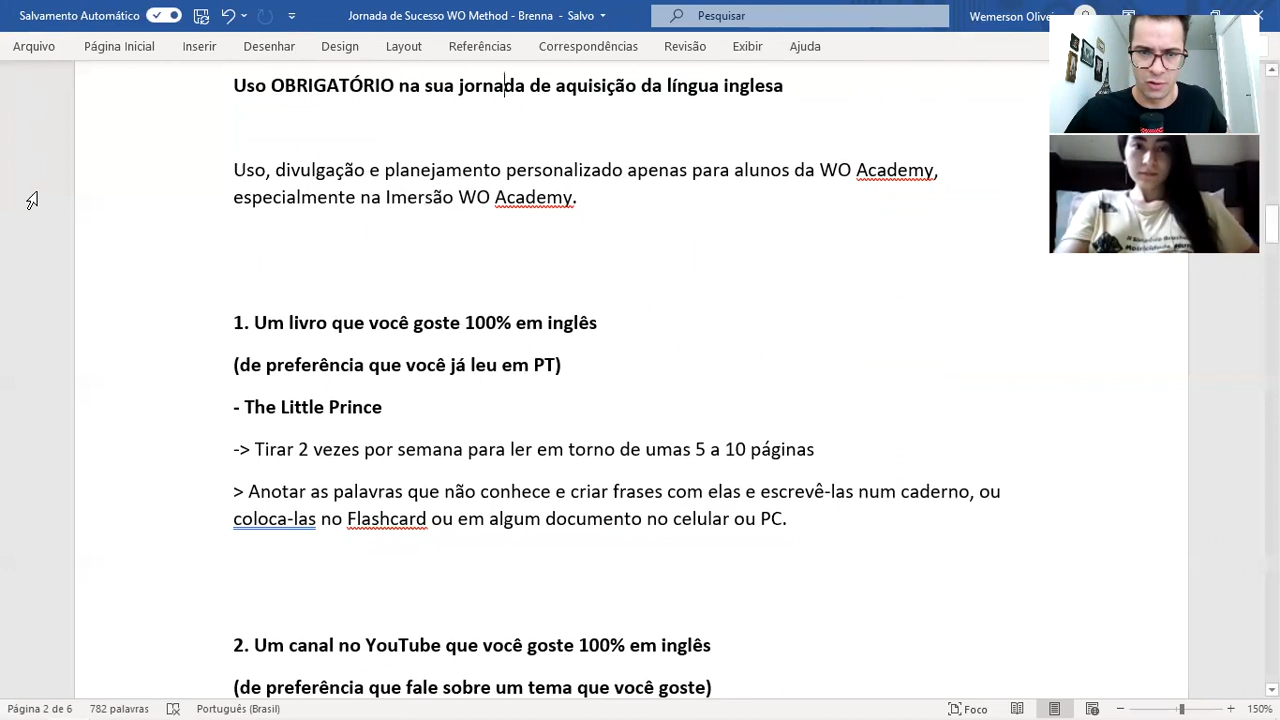 Salvamento Automático
Jornada do Sucesso WO - Brenno - Salvo
Pesquisar
Wemerson Oli
Arquivo Página Inicial Inserir Desenhar Design Layout Referências Correspondências Revisão Exibir Ajuda
Uso OBRIGATÓRIO na sua jornada de aquisição da língua inglesa
Uso, divulgação e planejamento personalizado apenas para alunos da WO Academy,
especialmente na Imersão WO Academy.
1. Um livro que você goste 100% em inglês
(de preferência que você já leu em PT)
- The Little Prince
-> Tirar 2 vezes por semana para ler em torno de umas 5 a 10 páginas
> Anotar as palavras que não conhece e criar frases com elas e escrevê-las num caderno, ou
coloca-las no Flashcard ou em algum documento no celular ou PC.
2. Um canal no YouTube que você goste 100% em inglês
(de preferência que fale sobre um tema que você goste)
Página 2 de 6 782 palavras Português (Brasil) Foco 150%